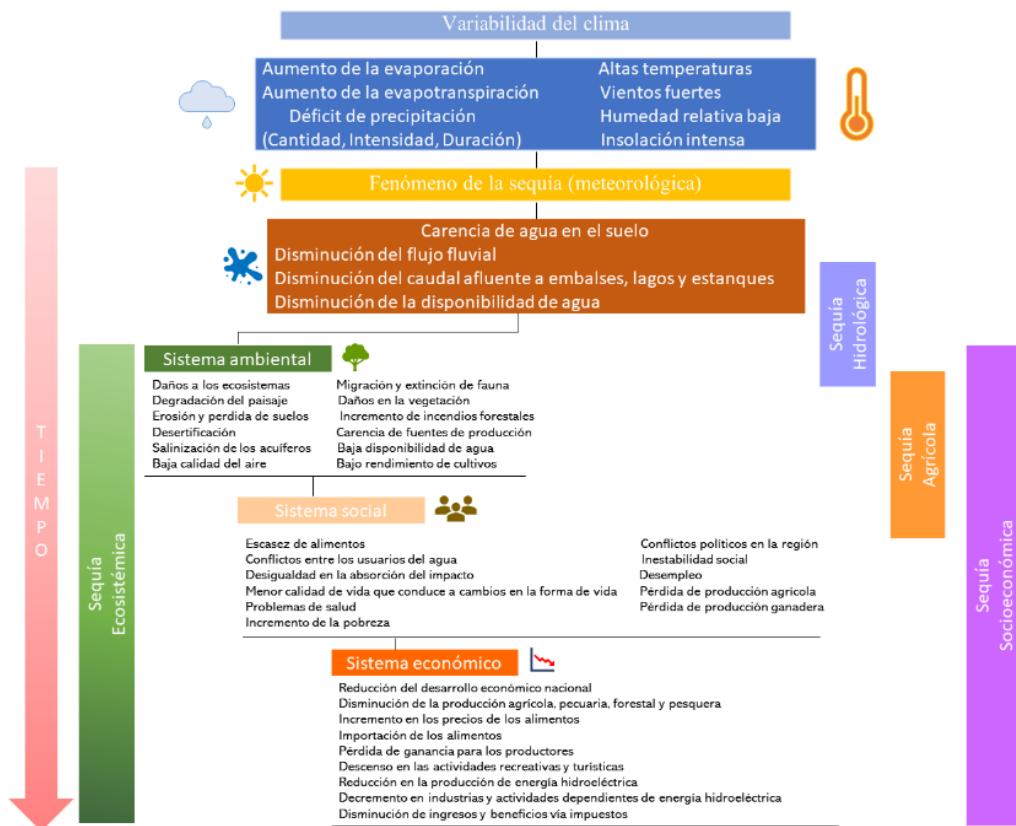 Variabilidad del clima
Aumento de la evaporación
Aumento de la evapotranspiración
Déficit de precipitación
(Cantidad, Intensidad, Duración)
Altas temperaturas
Vientos fuertes
Humedad relativa baja
Insolación intensa
Fenómeno de la sequía (meteorológica)
Carencia de agua en el suelo
Disminución del flujo fluvial
Disminución del caudal afluente a embalses, lagos y estanques
Disminución de la disponibilidad de agua
Sistema ambiental
Daños a los ecosistemas
Degradación del paisaje
Erosión y perdida de suelos
Desertificación
Salinización de los acuíferos
Baja calidad del aire
Migración y extinción de fauna
Daños en la vegetación
Incremento de incendios forestales
Carencia de fuentes de producción
Baja disponibilidad de agua
Bajo rendimiento de cultivos
Sistema social
Escasez de alimentos
Conflictos entre los usuarios del agua
Desigualdad en la absorción del impacto
Menor calidad de vida que conduce a cambios en la forma de vida
Problemas de salud
Incremento de la pobreza
Conflictos políticos en la región
Inestabilidad social
Desempleo
Pérdida de producción agrícola
Pérdida de producción ganadera
Sistema económico
Reducción del desarrollo económico nacional
Disminución de la producción agrícola, pecuaria, forestal y pesquera
Incremento en los precios de los alimentos
Importación de los alimentos
Pérdida de ganancia para los productores
Descenso en las actividades recreativas y turísticas
Reducción en la producción de energía hidroeléctrica
Decremento en industrias y actividades dependientes de energía hidroeléctrica
Disminución de ingresos y beneficios vía impuestos
TIEMPO
Sequía
Ecosistémica
Sequía
Hidrológica
Sequía
Agrícola
Sequía
Socioeconómica